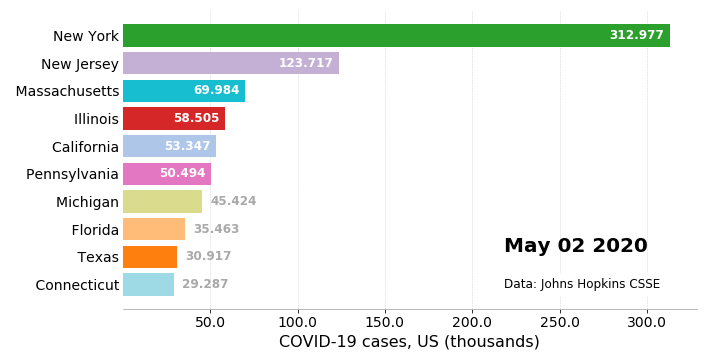 New York 312.977
New Jersey 123.717
Massachusetts 69.984
Illinois 58.505
California 53.347
Pennsylvania 50.494
Michigan 45.424
Florida 35.463
Texas 30.917
Connecticut 29.287
May 02 2020
Data: Johns Hopkins CSSE
50.0 100.0 150.0 200.0 250.0 300.0
COVID-19 cases, US (thousands)